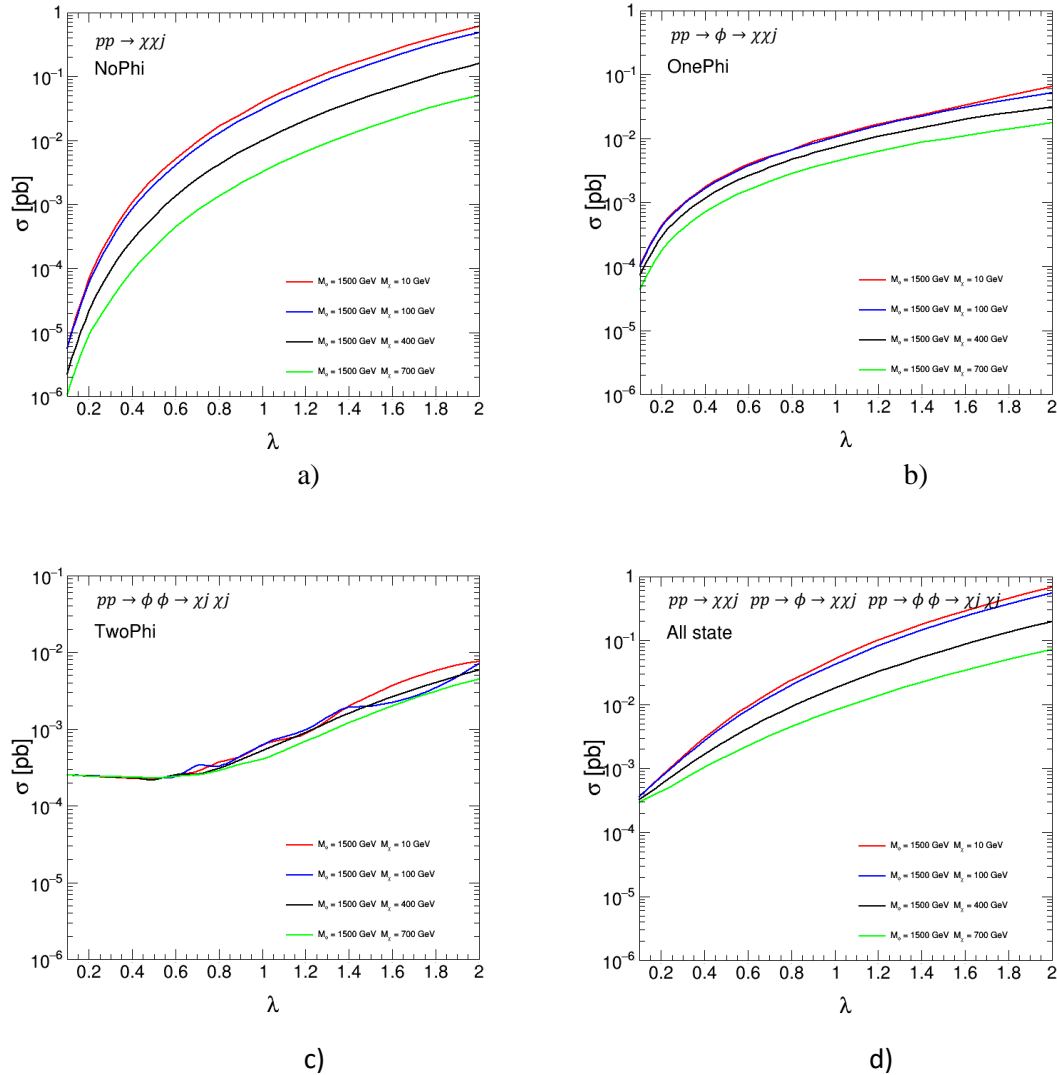 pp → χχj
NoPhi
σ [pb]
1
10⁻¹
10⁻²
10⁻³
10⁻⁴
10⁻⁵
10⁻⁶
M_φ = 1500 GeV M_χ = 10 GeV
M_φ = 1500 GeV M_χ = 100 GeV
M_φ = 1500 GeV M_χ = 400 GeV
M_φ = 1500 GeV M_χ = 700 GeV
0.2 0.4 0.6 0.8 1 1.2 1.4 1.6 1.8 2
λ
a)
pp → ϕ → χχj
OnePhi
σ [pb]
1
10⁻¹
10⁻²
10⁻³
10⁻⁴
10⁻⁵
10⁻⁶
M_φ = 1500 GeV M_χ = 10 GeV
M_φ = 1500 GeV M_χ = 100 GeV
M_φ = 1500 GeV M_χ = 400 GeV
M_φ = 1500 GeV M_χ = 700 GeV
0.2 0.4 0.6 0.8 1 1.2 1.4 1.6 1.8 2
λ
b)
pp → ϕ ϕ → χj χj
TwoPhi
σ [pb]
10⁻¹
10⁻²
10⁻³
10⁻⁴
10⁻⁵
10⁻⁶
M_φ = 1500 GeV M_χ = 10 GeV
M_φ = 1500 GeV M_χ = 100 GeV
M_φ = 1500 GeV M_χ = 400 GeV
M_φ = 1500 GeV M_χ = 700 GeV
0.2 0.4 0.6 0.8 1 1.2 1.4 1.6 1.8 2
λ
c)
pp → χχj pp → ϕ → χχj pp → ϕ ϕ → χj χj
All state
σ [pb]
1
10⁻¹
10⁻²
10⁻³
10⁻⁴
10⁻⁵
10⁻⁶
M_φ = 1500 GeV M_χ = 10 GeV
M_φ = 1500 GeV M_χ = 100 GeV
M_φ = 1500 GeV M_χ = 400 GeV
M_φ = 1500 GeV M_χ = 700 GeV
0.2 0.4 0.6 0.8 1 1.2 1.4 1.6 1.8 2
λ
d)